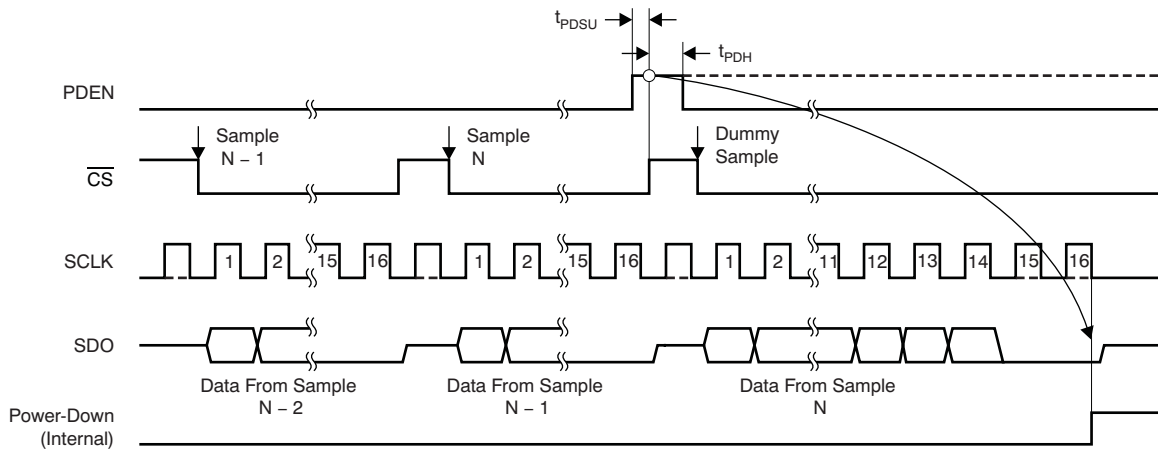 tPDSU
tPDH
PDEN
Sample
N − 1
Sample
N
Dummy
Sample
CS
SCLK
1 2 15 16 1 2 15 16 1 2 11 12 13 14 15 16
SDO
Data From Sample
N − 2
Data From Sample
N − 1
Data From Sample
N
Power-Down
(Internal)